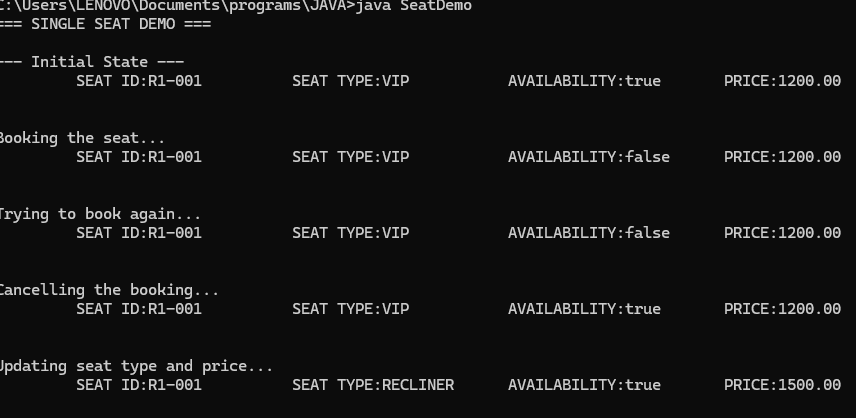 C:\Users\LENOVO\Documents\programs\JAVA>java SeatDemo
=== SINGLE SEAT DEMO ===
--- Initial State ---
SEAT ID:R1-001 SEAT TYPE:VIP AVAILABILITY:true PRICE:1200.00
Booking the seat...
SEAT ID:R1-001 SEAT TYPE:VIP AVAILABILITY:false PRICE:1200.00
Trying to book again...
SEAT ID:R1-001 SEAT TYPE:VIP AVAILABILITY:false PRICE:1200.00
Cancelling the booking...
SEAT ID:R1-001 SEAT TYPE:VIP AVAILABILITY:true PRICE:1200.00
Updating seat type and price...
SEAT ID:R1-001 SEAT TYPE:RECLINER AVAILABILITY:true PRICE:1500.00